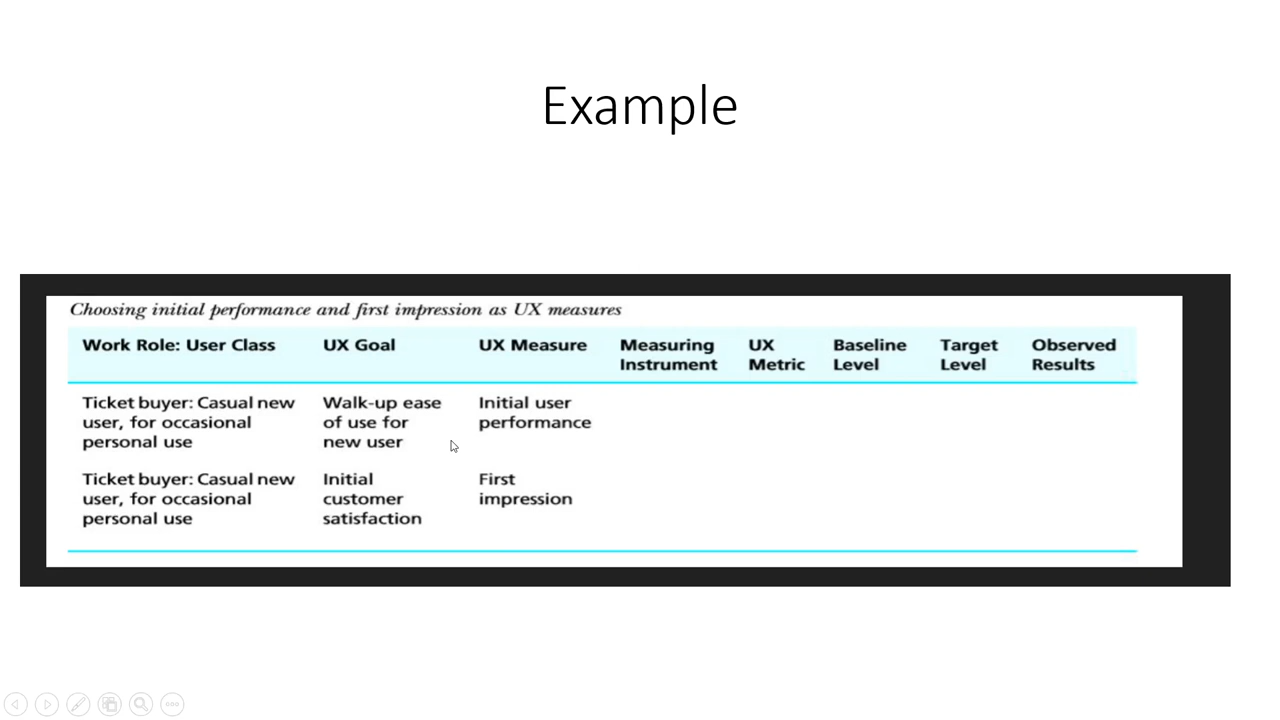 Example
Choosing initial performance and first impression as UX measures
Work Role: User Class UX Goal UX Measure Measuring Instrument UX Metric Baseline Level Target Level Observed Results
Ticket buyer: Casual new user, for occasional personal use Walk-up ease of use for new user Initial user performance
Ticket buyer: Casual new user, for occasional personal use Initial customer satisfaction First impression